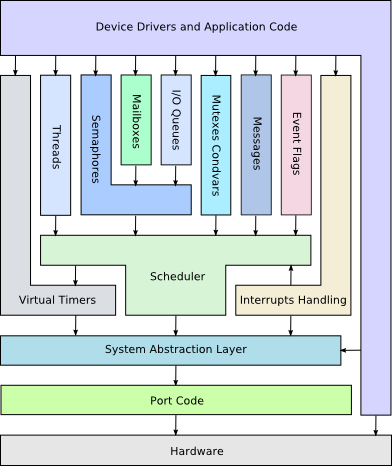 Device Drivers and Application Code
Threads
Semaphores
Mailboxes
I/O Queues
Mutexes Condvars
Messages
Event Flags
Scheduler
Virtual Timers
Interrupts Handling
System Abstraction Layer
Port Code
Hardware